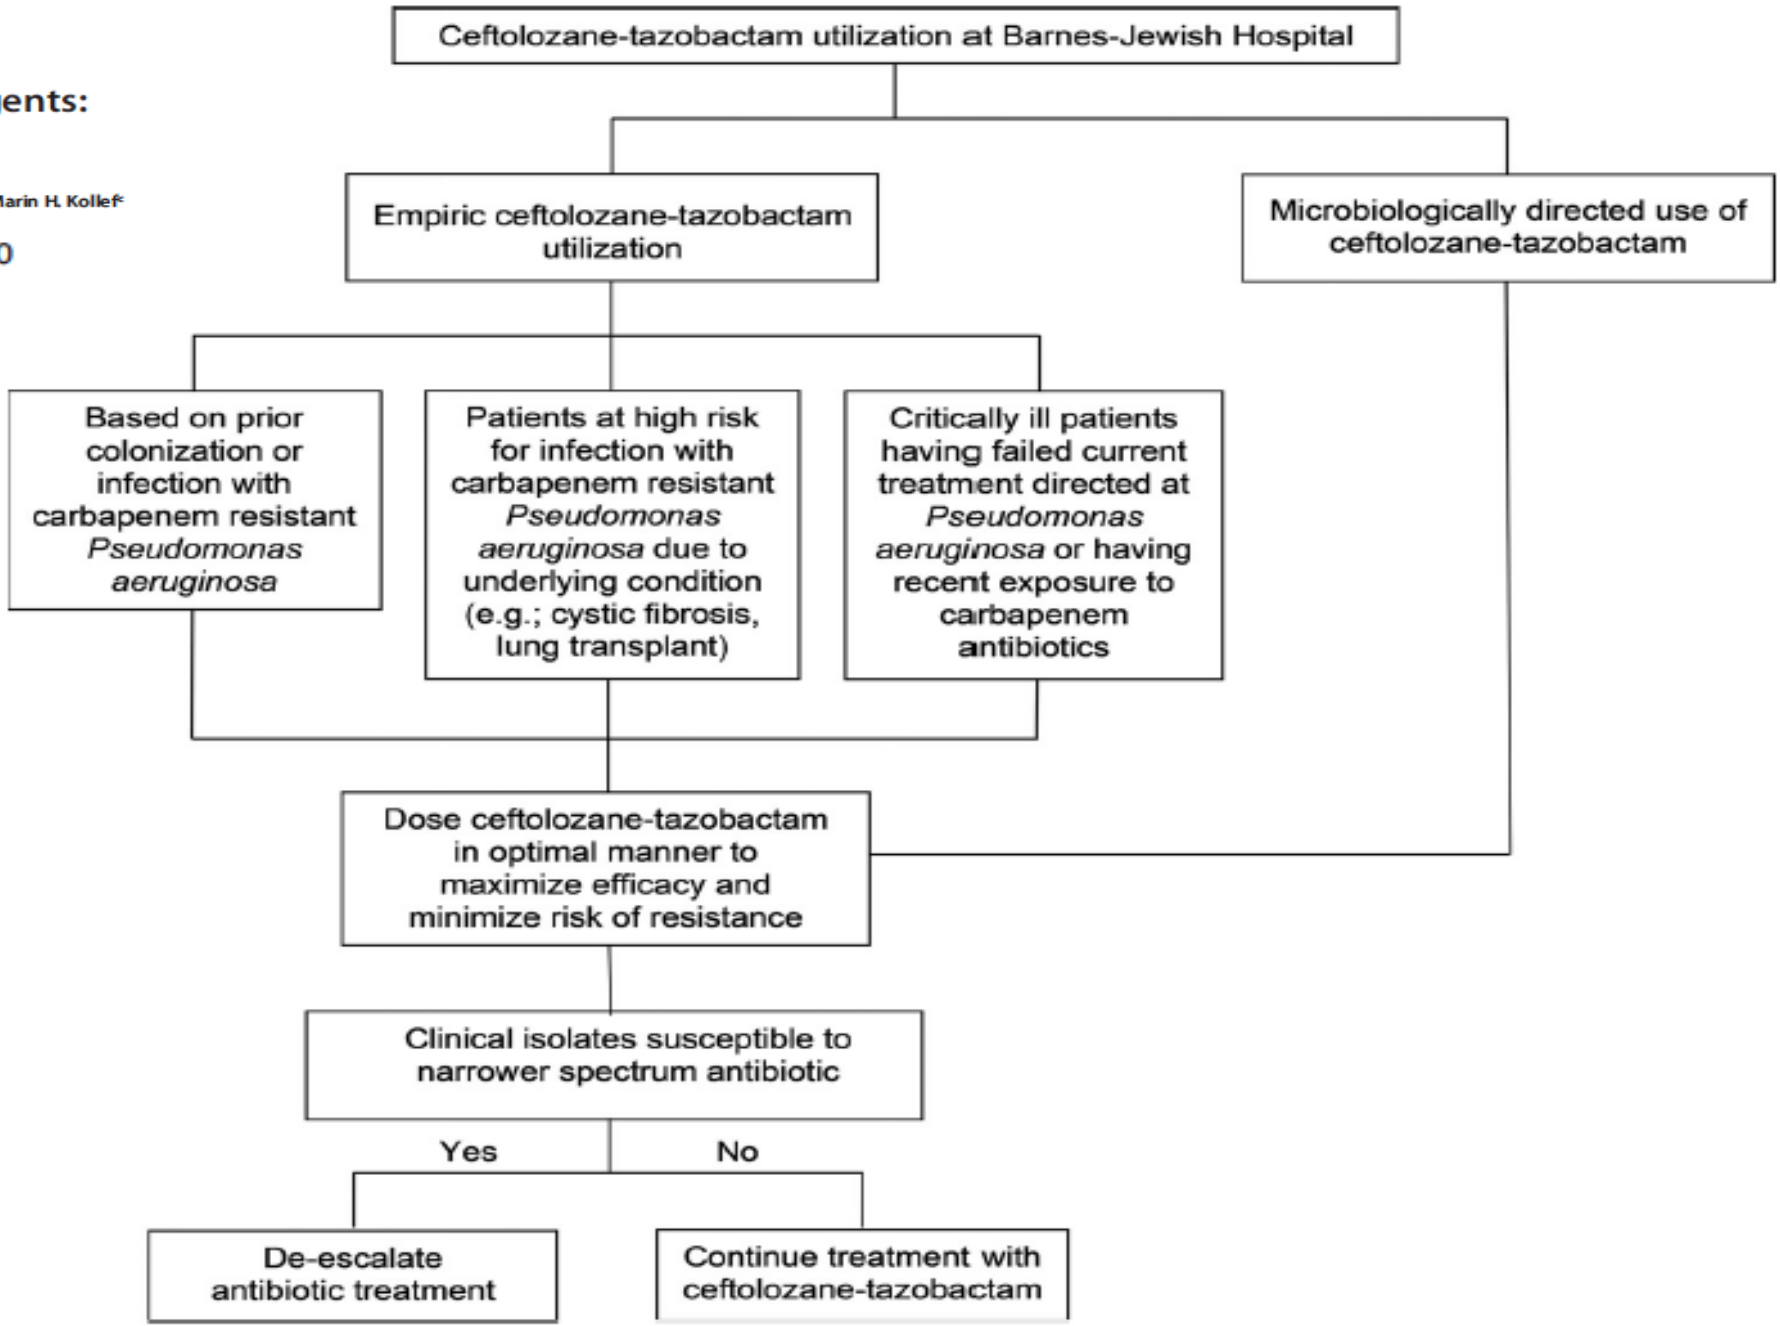 Ceftolozane-tazobactam utilization at Barnes-Jewish Hospital
gents:
Marin H. Kollefc
0
Empiric ceftolozane-tazobactam
utilization
Microbiologically directed use of
ceftolozane-tazobactam
Based on prior
colonization or
infection with
carbapenem resistant
Pseudomonas
aeruginosa
Patients at high risk
for infection with
carbapenem resistant
Pseudomonas
aeruginosa due to
underlying condition
(e.g.; cystic fibrosis,
lung transplant)
Critically ill patients
having failed current
treatment directed at
Pseudomonas
aeruginosa or having
recent exposure to
carbapenem
antibiotics
Dose ceftolozane-tazobactam
in optimal manner to
maximize efficacy and
minimize risk of resistance
Clinical isolates susceptible to
narrower spectrum antibiotic
Yes
No
De-escalate
antibiotic treatment
Continue treatment with
ceftolozane-tazobactam